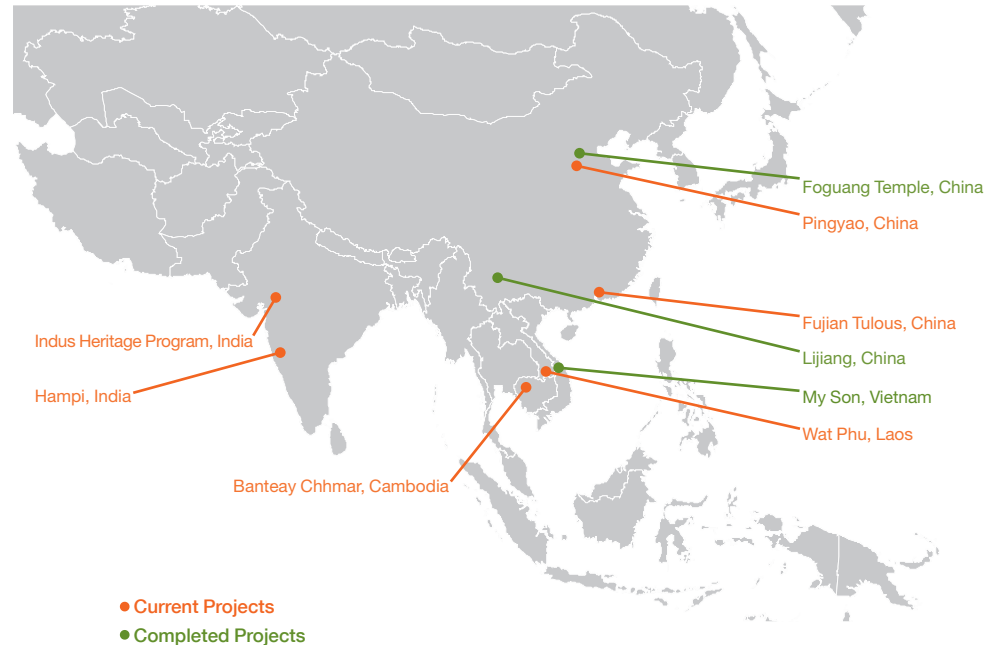 Foguang Temple, China
Pingyao, China
Fujian Tulous, China
Indus Heritage Program, India
Lijiang, China
Hampi, India
My Son, Vietnam
Wat Phu, Laos
Banteay Chhmar, Cambodia
Current Projects
Completed Projects